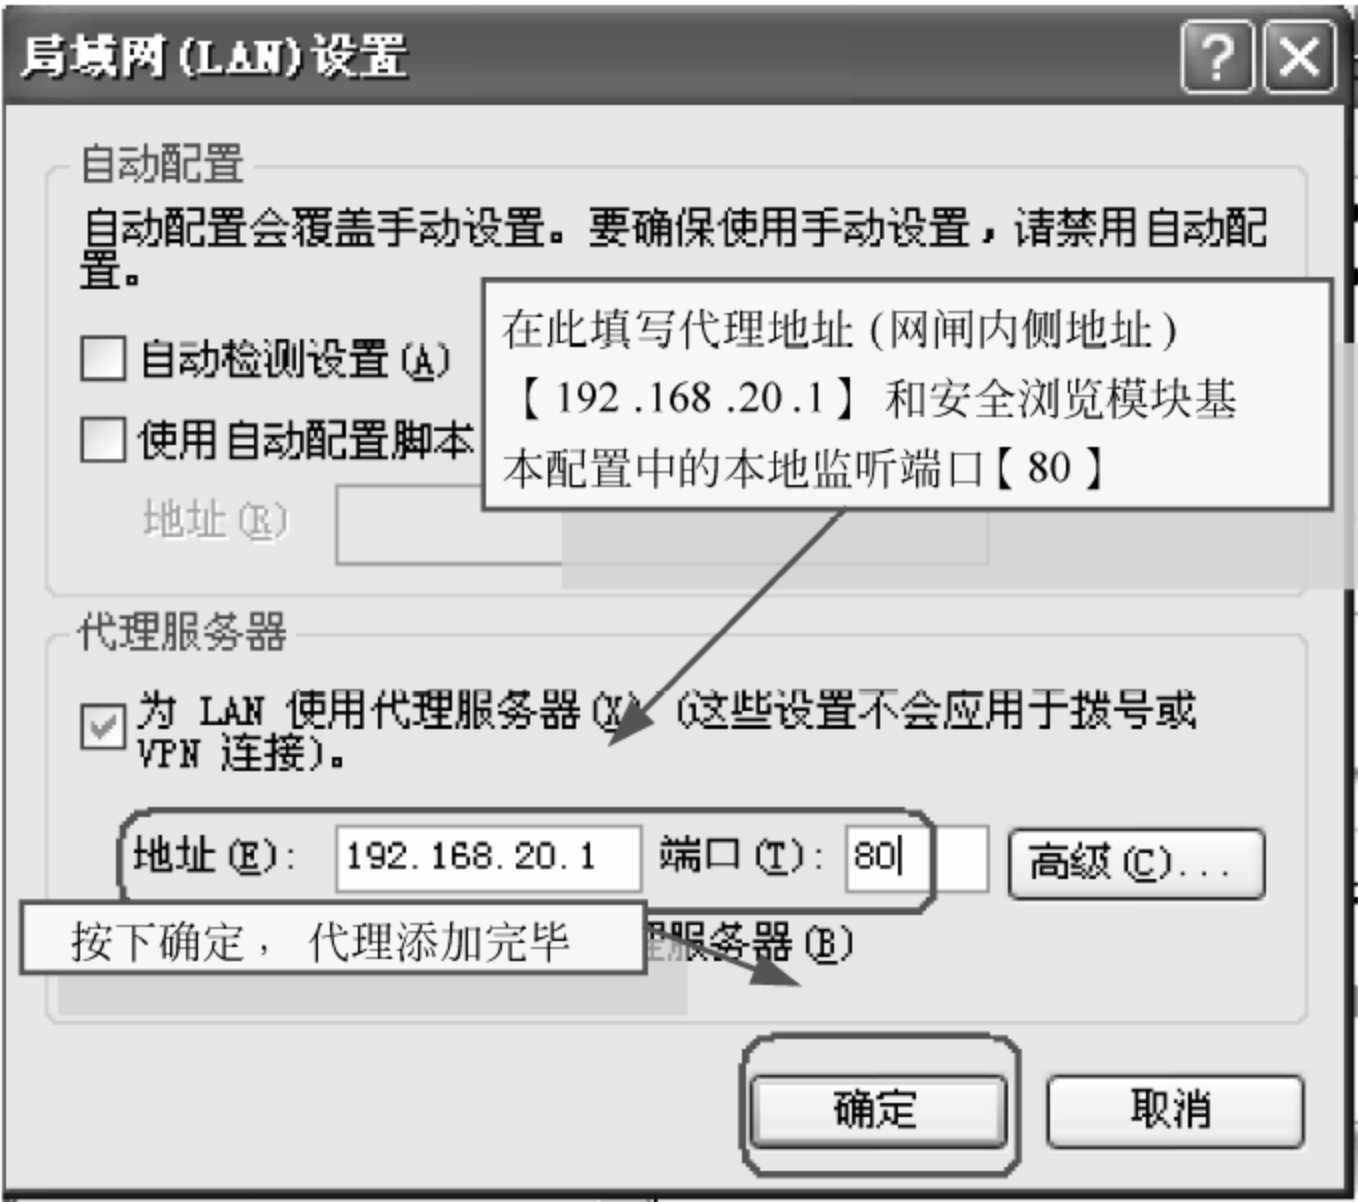 局域网(LAN)设置
自动配置
自动配置会覆盖手动设置。要确保使用手动设置，请禁用自动配
置。
在此填写代理地址(网闸内侧地址)
【192.168.20.1】和安全浏览模块基
本配置中的本地监听端口【80】
自动检测设置(A)
使用自动配置脚本
地址(R)
代理服务器
为 LAN 使用代理服务器(X) (这些设置不会应用于拨号或
VPN 连接)。
地址(E): 192.168.20.1 端口(T): 80 高级(C)...
按下确定，代理添加完毕
理服务器(B)
确定 取消